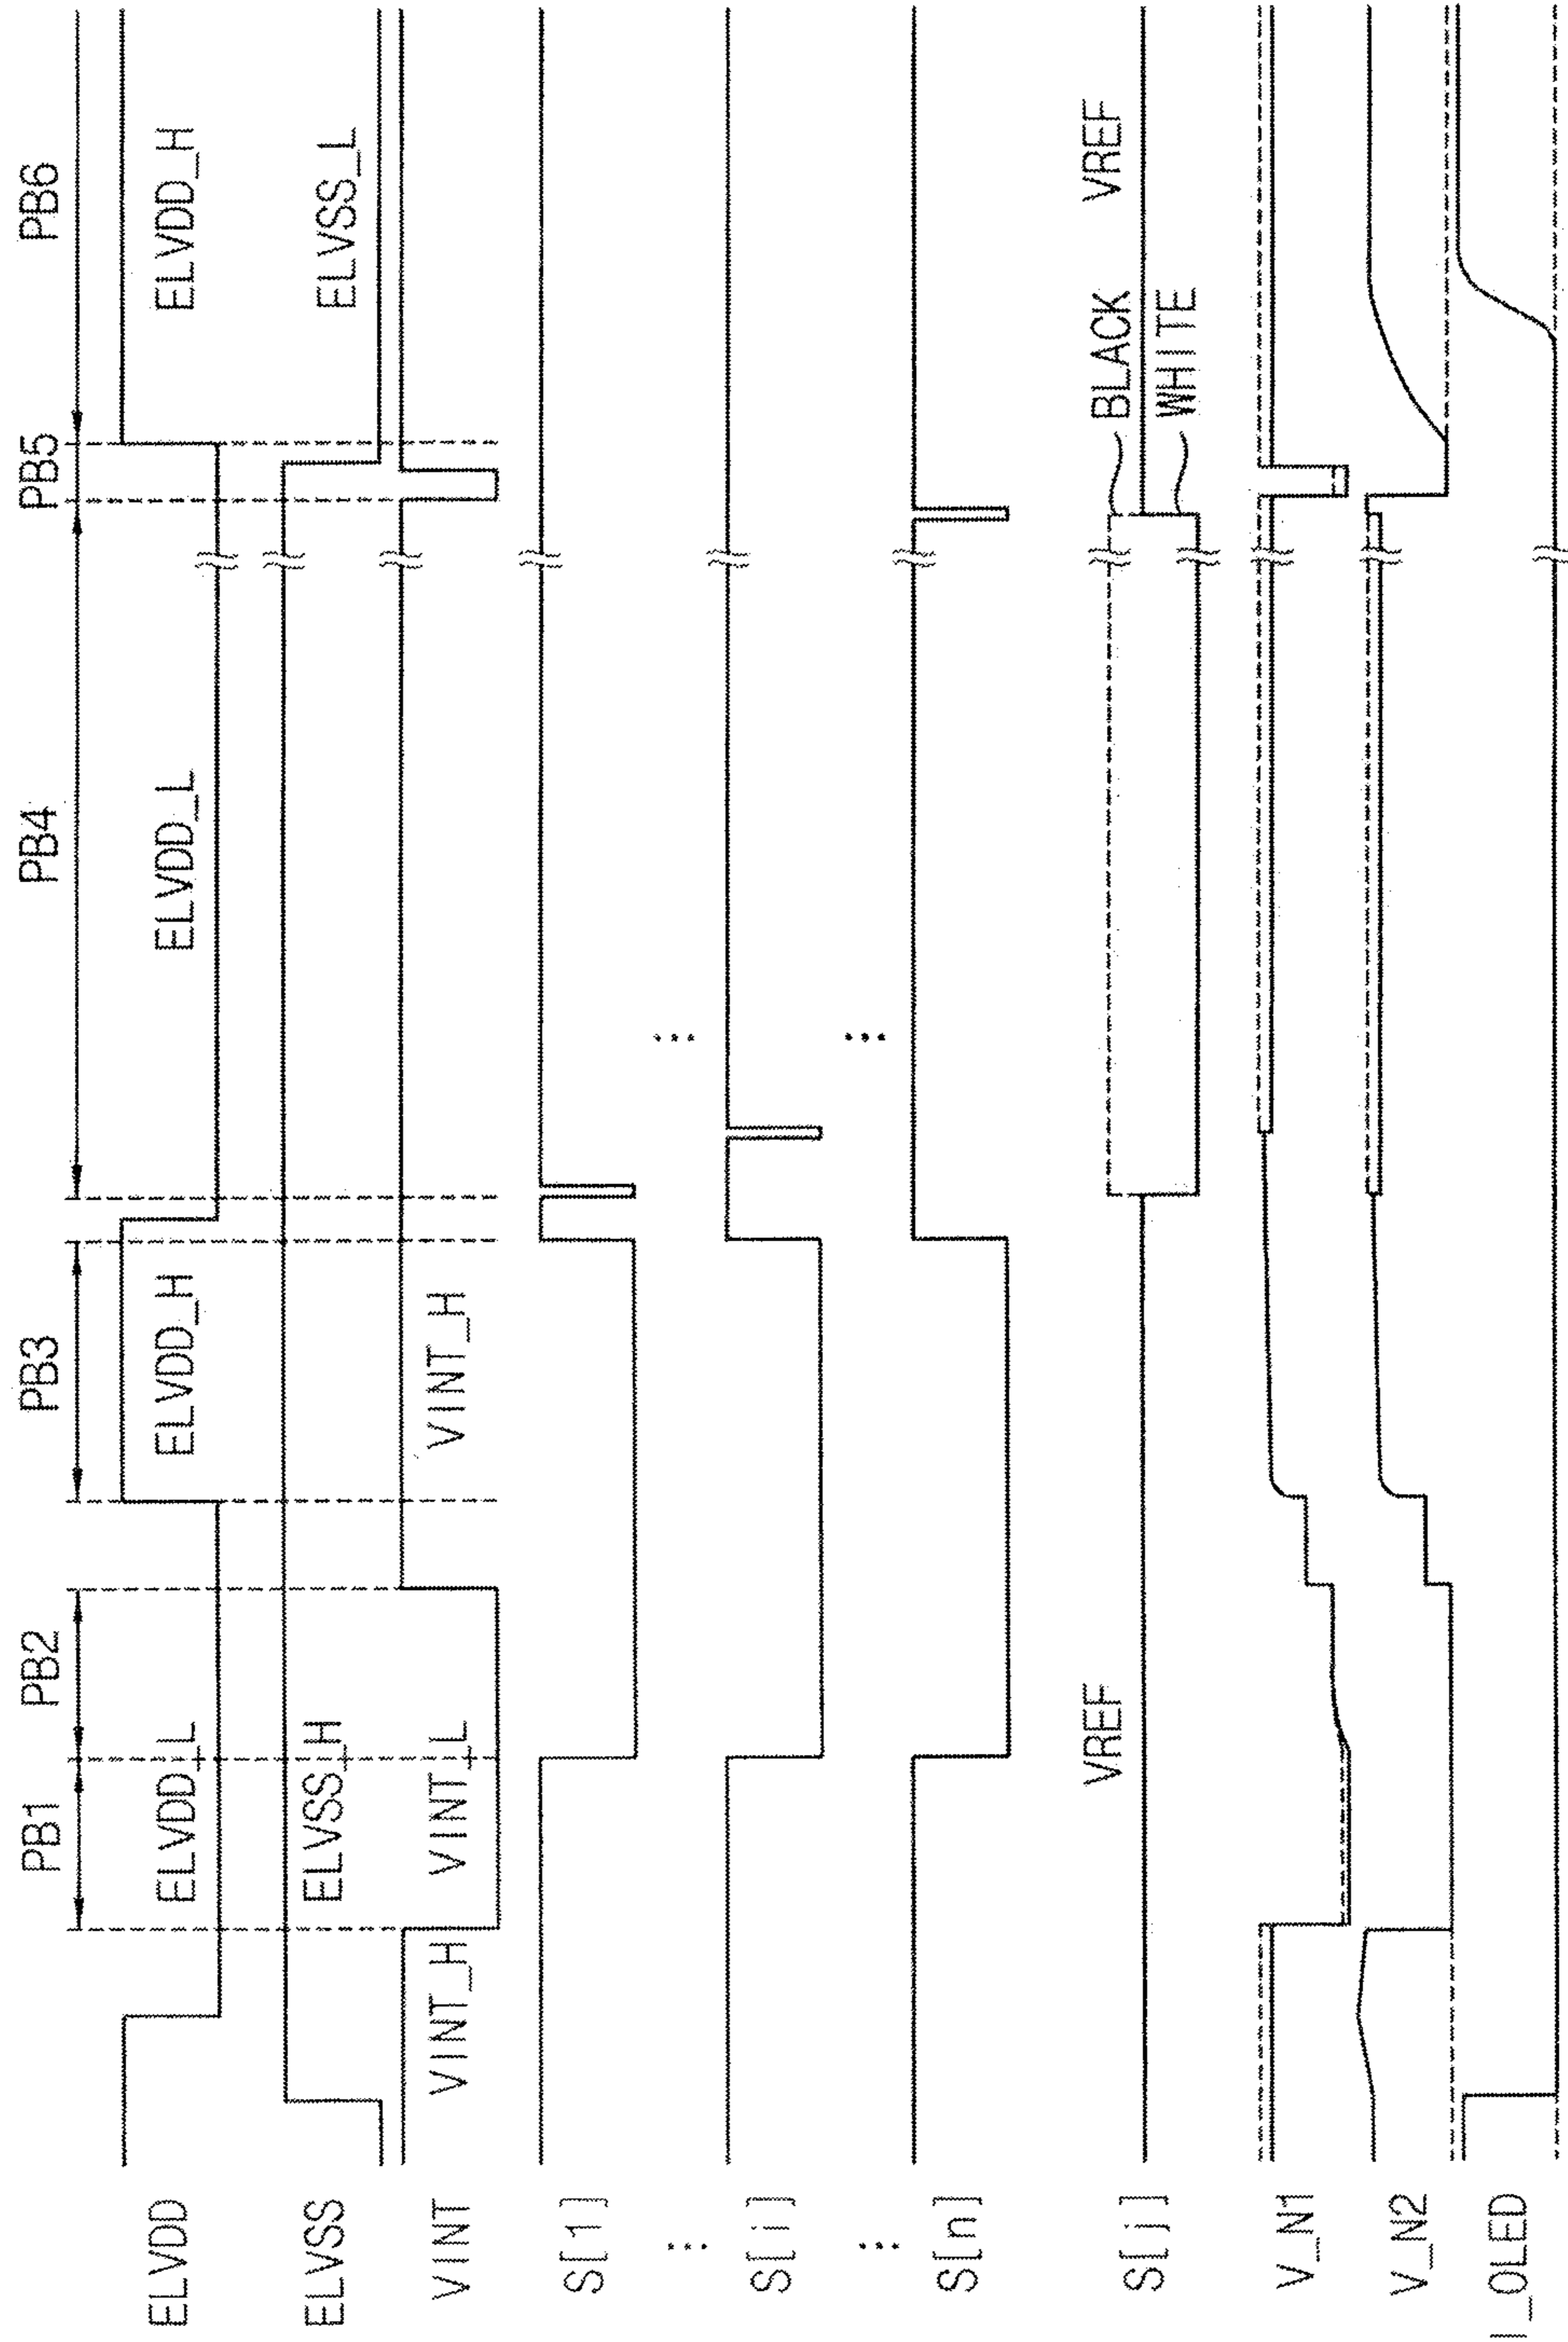 PB1 PB2 PB3 PB4 PB5 PB6
ELVDD ELVDD_L ELVDD_H ELVDD_L ELVDD_H
ELVSS ELVSS_H ELVSS_L
VINT VINT_H VINT_L VINT_H
S[1]
⋮ ⋮
S[i]
⋮ ⋮
S[n]
VREF BLACK VREF
S[j] WHITE
V_N1
V_N2
I_OLED